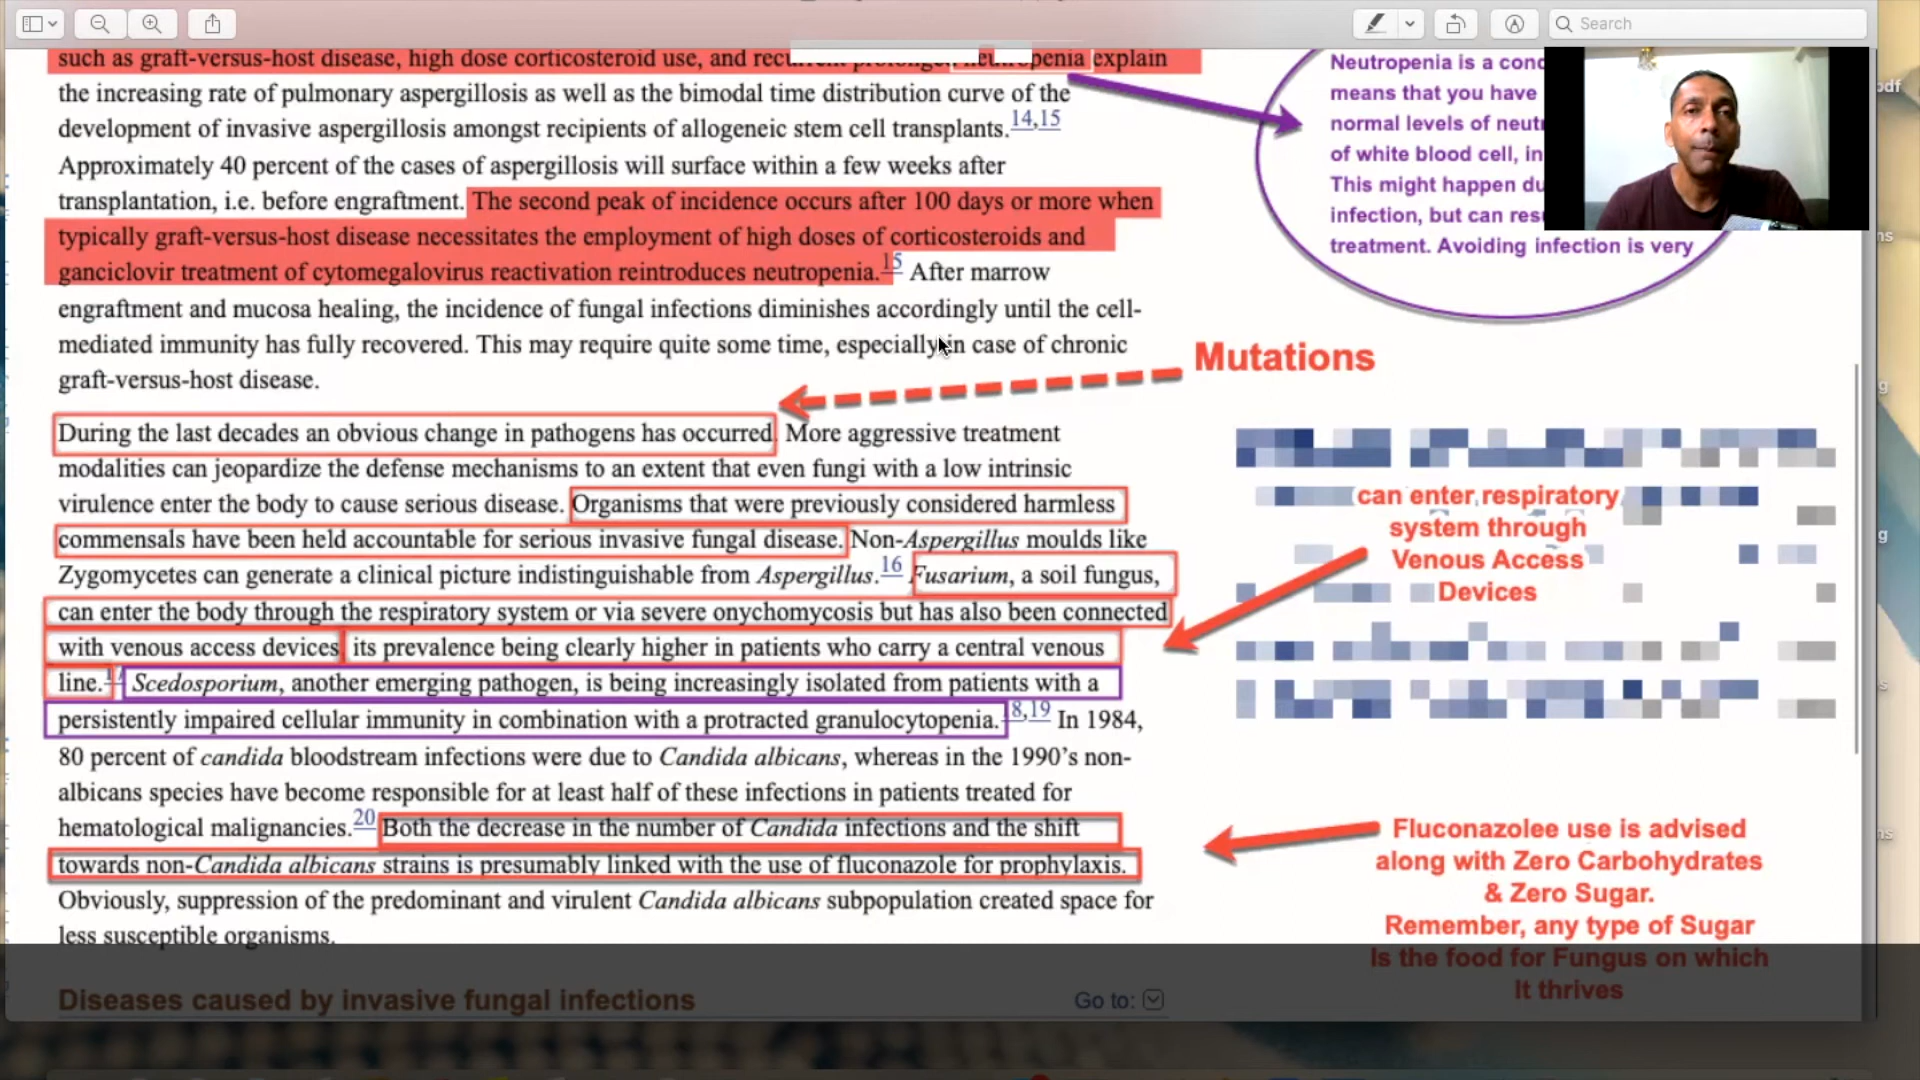 Search
such as graft-versus-host disease, high dose corticosteroid use, and neutropenia explain
the increasing rate of pulmonary aspergillosis as well as the bimodal time distribution curve of the
development of invasive aspergillosis amongst recipients of allogeneic stem cell transplants.14,15
Approximately 40 percent of the cases of aspergillosis will surface within a few weeks after
transplantation, i.e. before engraftment. The second peak of incidence occurs after 100 days or more when
typically graft-versus-host disease necessitates the employment of high doses of corticosteroids and
ganciclovir treatment of cytomegalovirus reactivation reintroduces neutropenia.15 After marrow
engraftment and mucosa healing, the incidence of fungal infections diminishes accordingly until the cell-
mediated immunity has fully recovered. This may require quite some time, especially in case of chronic
graft-versus-host disease.
During the last decades an obvious change in pathogens has occurred. More aggressive treatment
modalities can jeopardize the defense mechanisms to an extent that even fungi with a low intrinsic
virulence enter the body to cause serious disease. Organisms that were previously considered harmless
commensals have been held accountable for serious invasive fungal disease. Non-Aspergillus moulds like
Zygomycetes can generate a clinical picture indistinguishable from Aspergillus.16 Fusarium, a soil fungus,
can enter the body through the respiratory system or via severe onychomycosis but has also been connected
with venous access devices its prevalence being clearly higher in patients who carry a central venous
line. Scedosporium, another emerging pathogen, is being increasingly isolated from patients with a
persistently impaired cellular immunity in combination with a protracted granulocytopenia.8,19 In 1984,
80 percent of candida bloodstream infections were due to Candida albicans, whereas in the 1990's non-
albicans species have become responsible for at least half of these infections in patients treated for
hematological malignancies.20 Both the decrease in the number of Candida infections and the shift
towards non-Candida albicans strains is presumably linked with the use of fluconazole for prophylaxis.
Obviously, suppression of the predominant and virulent Candida albicans subpopulation created space for
less susceptible organisms.
Diseases caused by invasive fungal infections
Go to:
Neutropenia is a
means that you have
normal levels of
of white blood cell,
This might happen
infection, but can
treatment. Avoiding infection is very
Mutations
can enter respiratory
system through
Venous Access
Devices
Fluconazolee use is advised
along with Zero Carbohydrates
& Zero Sugar.
Remember, any type of Sugar
Is the food for Fungus on which
It thrives
pdf